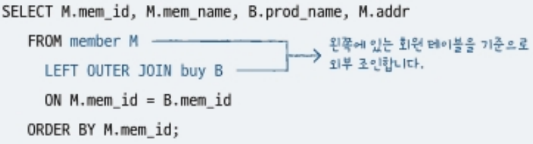 SELECT M.mem_id, M.mem_name, B.prod_name, M.addr
FROM member M
왼쪽에 있는 회원 테이블을 기준으로
외부 조인합니다.
LEFT OUTER JOIN buy B
ON M.mem_id = B.mem_id
ORDER BY M.mem_id;